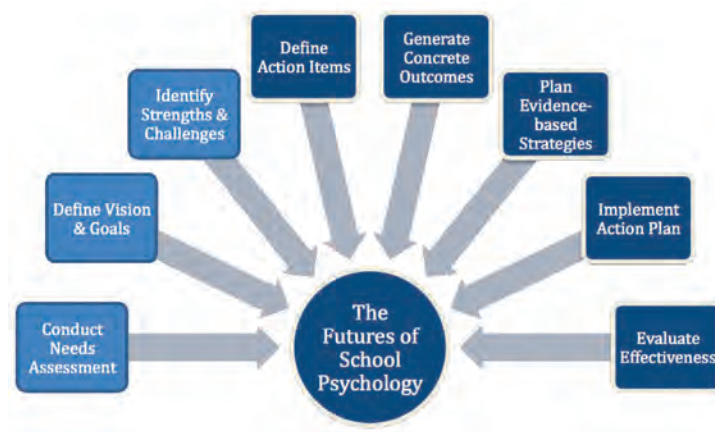 Conduct
Needs
Assessment
Define Vision
& Goals
Identify
Strengths &
Challenges
Define
Action Items
Generate
Concrete
Outcomes
Plan
Evidence-
based
Strategies
Implement
Action Plan
Evaluate
Effectiveness
The
Futures of
School
Psychology